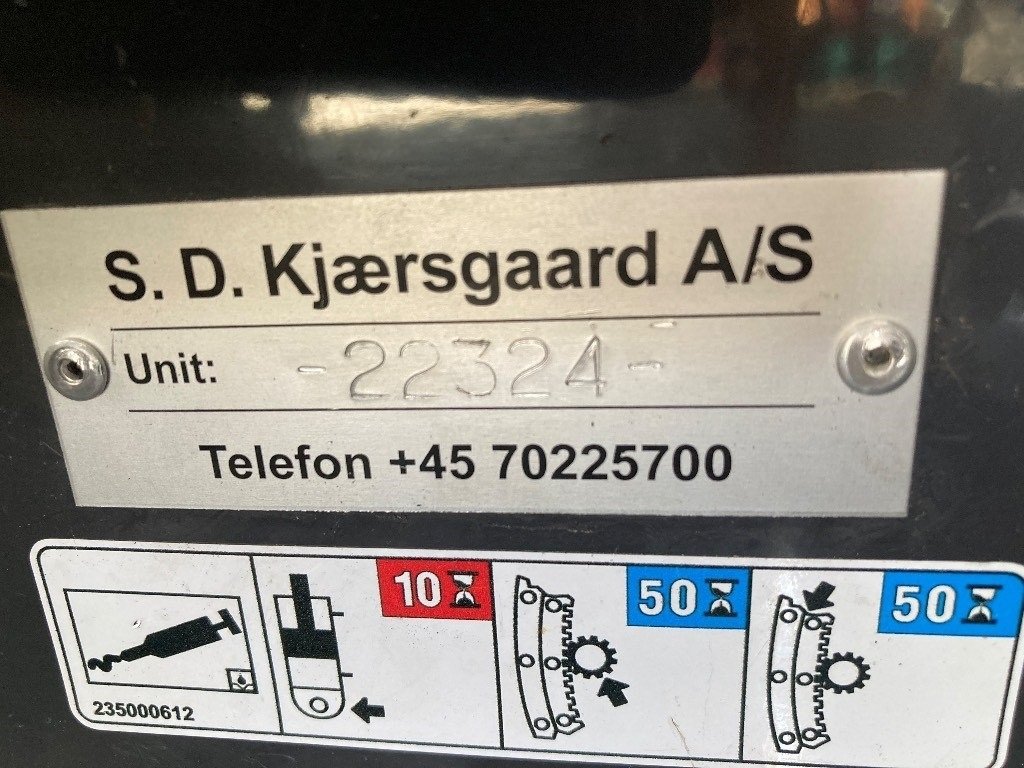 S. D. Kjærsgaard A/S
Unit: -22324-
Telefon +45 70225700
10
50
50
235000612